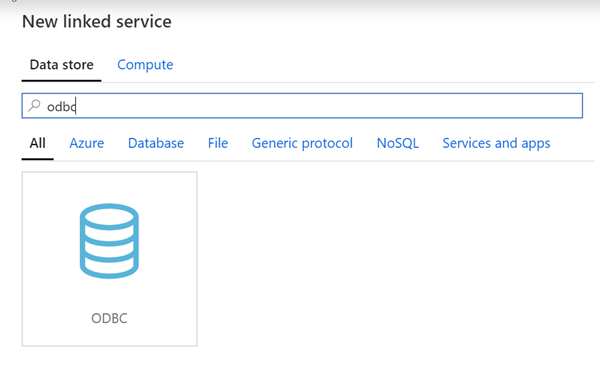 New linked service
Data store Compute
odbc
All Azure Database File Generic protocol NoSQL Services and apps
ODBC